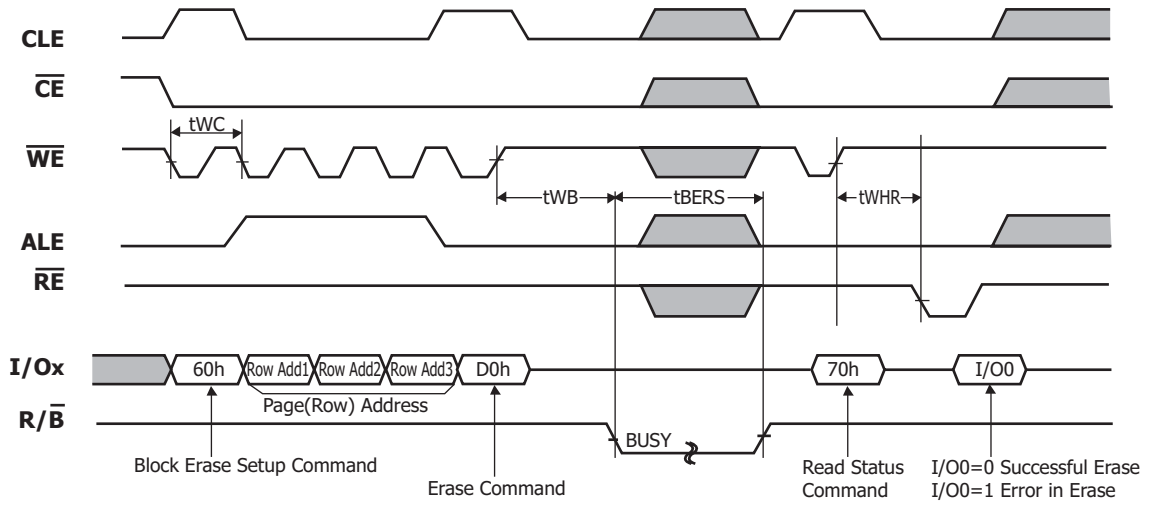 CLE
CE
tWC
WE
tWB
tBERS
tWHR
ALE
RE
I/Ox
60h
Row Add1
Row Add2
Row Add3
D0h
70h
I/O0
Page(Row) Address
R/B
BUSY
Block Erase Setup Command
Erase Command
Read Status
Command
I/O0=0 Successful Erase
I/O0=1 Error in Erase